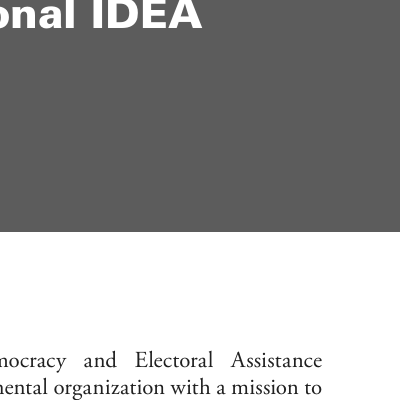 onal IDEA
mocracy and Electoral Assistance
mental organization with a mission to